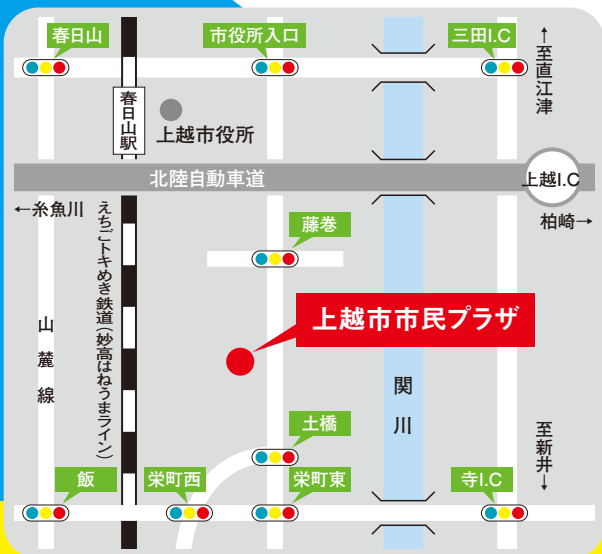 春日山
市役所入口
三田I.C
↑至直江津
春日山駅
上越市役所
北陸自動車道
上越I.C
←糸魚川
柏崎→
えちごトキめき鉄道(妙高はねうまライン)
藤巻
上越市市民プラザ
山麓線
関川
土橋
至新井↓
飯
栄町西
栄町東
寺I.C